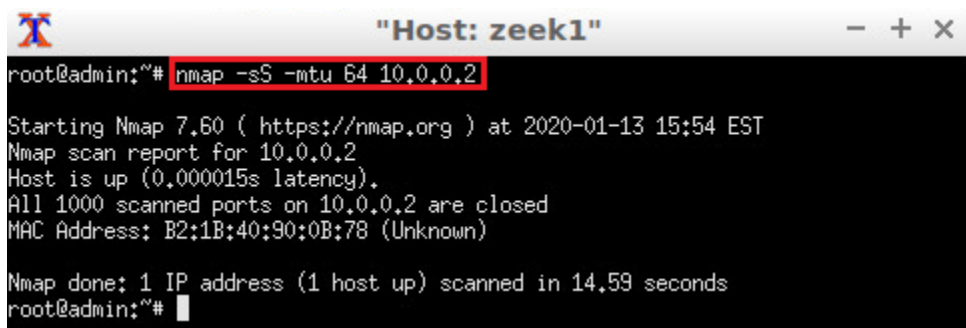 "Host: zeek1"
root@admin:~# nmap -sS -mtu 64 10.0.0.2
Starting Nmap 7.60 ( https://nmap.org ) at 2020-01-13 15:54 EST
Nmap scan report for 10.0.0.2
Host is up (0.000015s latency).
All 1000 scanned ports on 10.0.0.2 are closed
MAC Address: B2:1B:40:90:0B:78 (Unknown)
Nmap done: 1 IP address (1 host up) scanned in 14.59 seconds
root@admin:~#